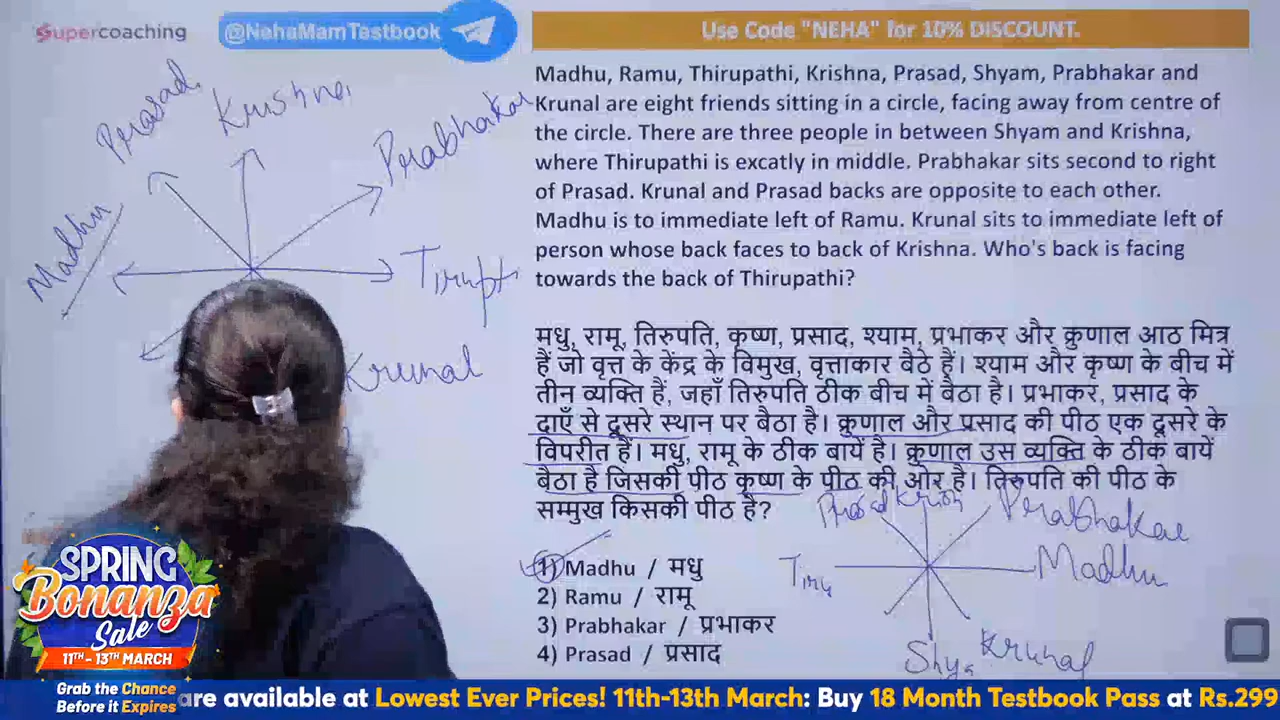 supercoaching
@NehaMamTestbook
Use Code "NEHA" for 10% DISCOUNT.
Madhu, Ramu, Thirupathi, Krishna, Prasad, Shyam, Prabhakar and
Krunal are eight friends sitting in a circle, facing away from centre of
the circle. There are three people in between Shyam and Krishna,
where Thirupathi is excatly in middle. Prabhakar sits second to right
of Prasad. Krunal and Prasad backs are opposite to each other.
Madhu is to immediate left of Ramu. Krunal sits to immediate left of
person whose back faces to back of Krishna. Who's back is facing
towards the back of Thirupathi?
मधु, रामू, तिरुपति, कृष्ण, प्रसाद, श्याम, प्रभाकर और क्रुणाल आठ मित्र
हैं जो वृत्त के केंद्र के विमुख, वृत्ताकार बैठे हैं। श्याम और कृष्ण के बीच में
तीन व्यक्ति हैं, जहाँ तिरुपति ठीक बीच में बैठा है। प्रभाकर, प्रसाद के
दाएँ से दूसरे स्थान पर बैठा है। क्रुणाल और प्रसाद की पीठ एक दूसरे के
विपरीत हैं। मधु, रामू के ठीक बायें है। क्रुणाल उस व्यक्ति के ठीक बायें
बैठा है जिसकी पीठ कृष्ण के पीठ की ओर है। तिरुपति की पीठ के
सम्मुख किसकी पीठ है?
1) Madhu / मधु
2) Ramu / रामू
3) Prabhakar / प्रभाकर
4) Prasad / प्रसाद
Prasad
Krushna
Prabhakar
Madhu
Tirupti
Krunal
Prasad Krish Prabhakar
Tiru Madhu
Shya Krunal
SPRING
Bonanza
Sale
11TH - 13TH MARCH
Grab the Chance
Before it Expires
are available at Lowest Ever Prices! 11th-13th March: Buy 18 Month Testbook Pass at Rs.299